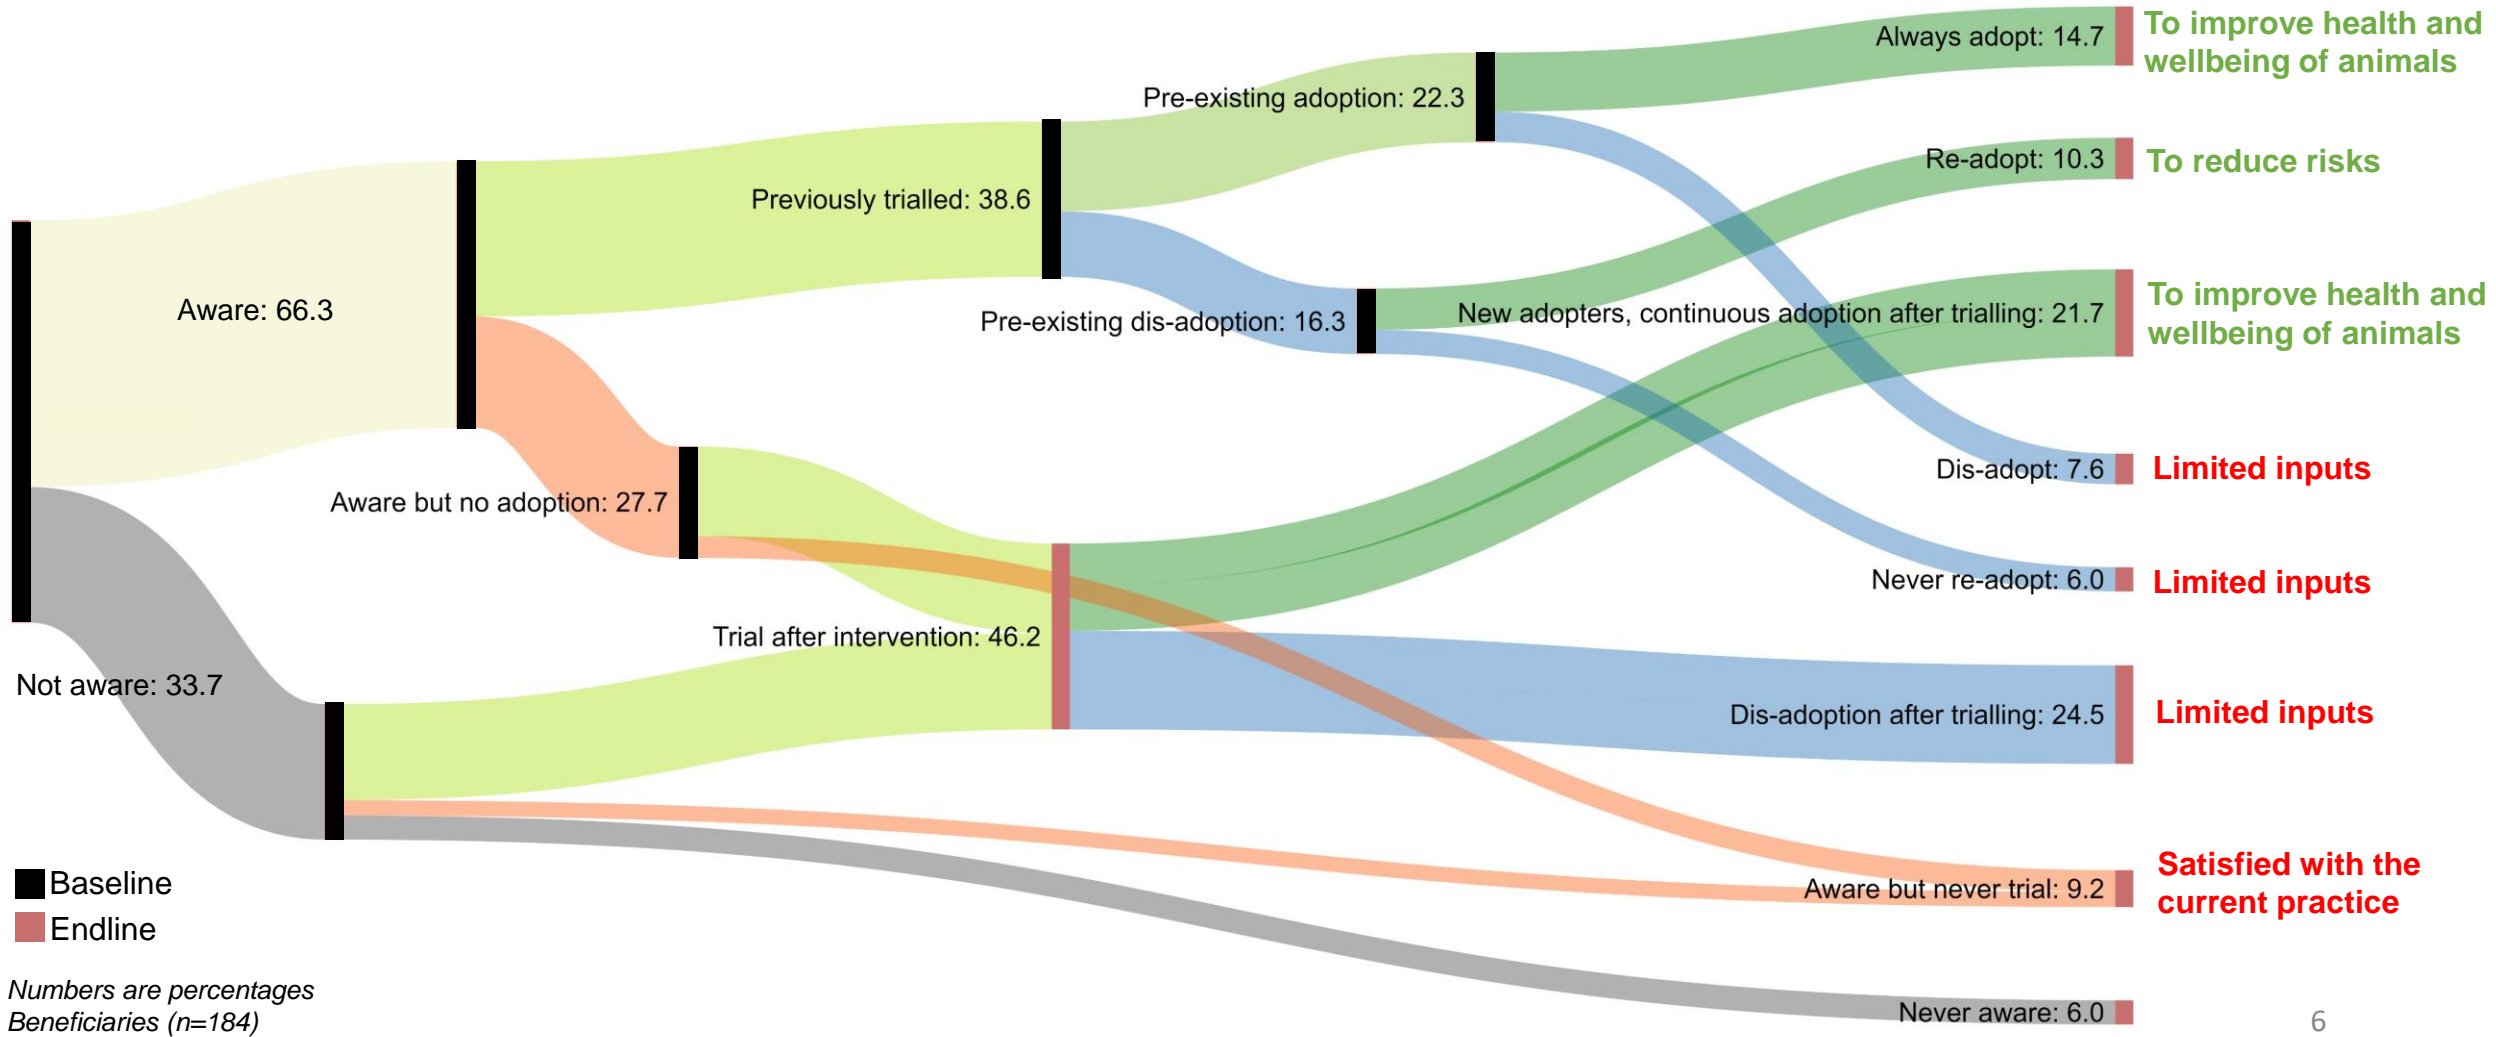 Always adopt: 14.7
To improve health and
wellbeing of animals
Pre-existing adoption: 22.3
Re-adopt: 10.3
To reduce risks
Previously trialled: 38.6
Aware: 66.3
Pre-existing dis-adoption: 16.3
New adopters, continuous adoption after trialling: 21.7
To improve health and
wellbeing of animals
Dis-adopt: 7.6
Limited inputs
Aware but no adoption: 27.7
Never re-adopt: 6.0
Limited inputs
Trial after intervention: 46.2
Not aware: 33.7
Dis-adoption after trialling: 24.5
Limited inputs
Aware but never trial: 9.2
Satisfied with the
current practice
Baseline
Endline
Numbers are percentages
Beneficiaries (n=184)
Never aware: 6.0
6